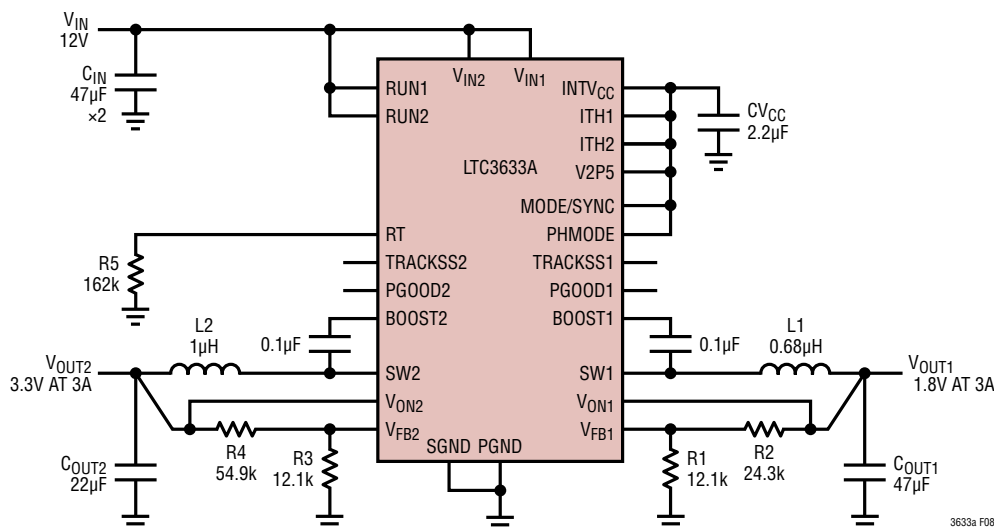 VIN
12V
CIN
47µF
×2
VIN2
VIN1
RUN1
RUN2
INTVCC
ITH1
ITH2
V2P5
MODE/SYNC
PHMODE
CVCC
2.2µF
LTC3633A
RT
R5
162k
TRACKSS2
PGOOD2
BOOST2
TRACKSS1
PGOOD1
BOOST1
L2
1µH
0.1µF
0.1µF
L1
0.68µH
VOUT2
3.3V AT 3A
SW2
SW1
VOUT1
1.8V AT 3A
VON2
VON1
VFB2
VFB1
SGND PGND
R4
54.9k
R3
12.1k
R1
12.1k
R2
24.3k
COUT2
22µF
COUT1
47µF
3633a F08